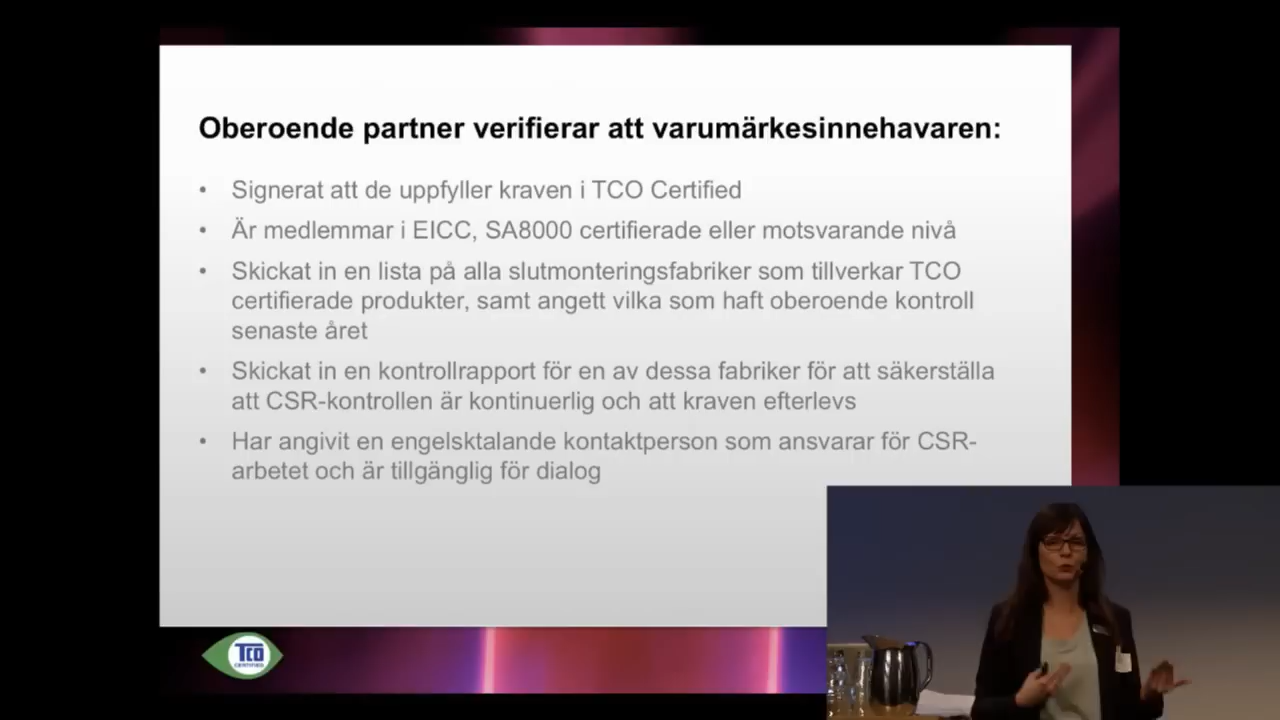 Oberoende partner verifierar att varumärkesinnehavaren:
• Signerat att de uppfyller kraven i TCO Certified
• Är medlemmar i EICC, SA8000 certifierade eller motsvarande nivå
• Skickat in en lista på alla slutmonteringsfabriker som tillverkar TCO
certifierade produkter, samt angett vilka som haft oberoende kontroll
senaste året
• Skickat in en kontrollrapport för en av dessa fabriker för att säkerställa
att CSR-kontrollen är kontinuerlig och att kraven efterlevs
• Har angivit en engelsktalande kontaktperson som ansvarar för CSR-
arbetet och är tillgänglig för dialog
TCO
CERTIFIED